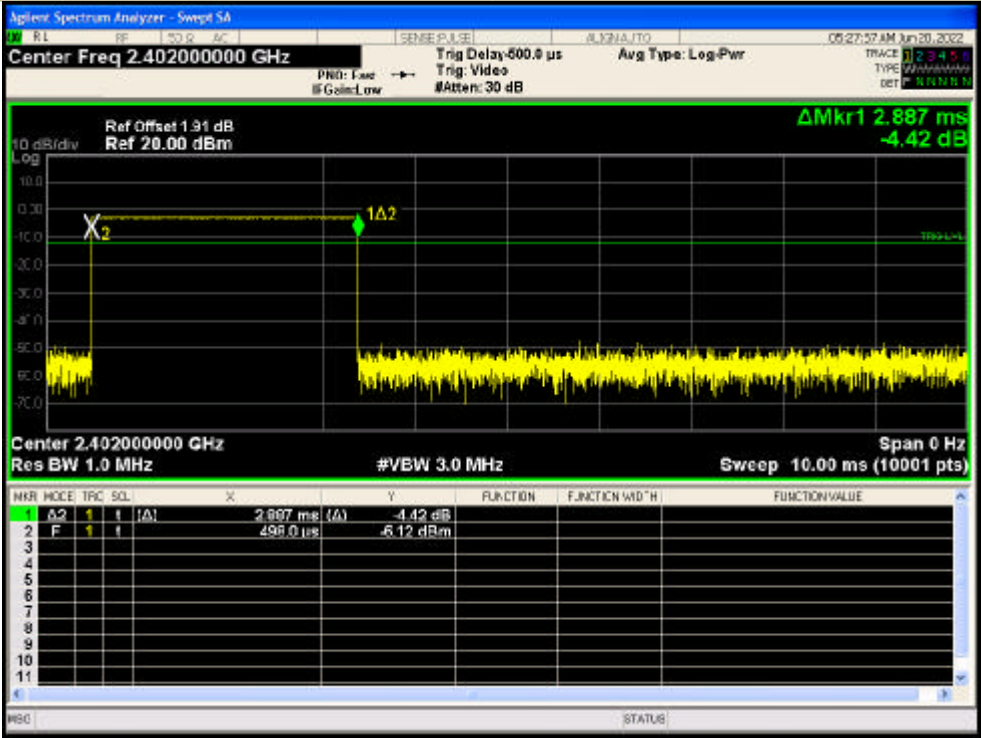 Agilent Spectrum Analyzer - Swept SA
RL RF 50 Ω AC SENSE:PULSE ALIGNAUTO 05:27:57 AM Jun 20, 2022
Center Freq 2.402000000 GHz
Trig Delay-500.0 µs Avg Type: Log-Pwr TRACE 1 2 3 4 5 6
PNO: Fast Trig: Video TYPE
IFGain:Low #Atten: 30 dB DET P N N N N N
ΔMkr1 2.887 ms
-4.42 dB
Ref Offset 1.91 dB
10 dB/div Ref 20.00 dBm
Log
10.0
0.00
-10.0
-20.0
-30.0
-40.0
-50.0
-60.0
-70.0
2
1Δ2
TRIG LVL
Center 2.402000000 GHz Span 0 Hz
Res BW 1.0 MHz #VBW 3.0 MHz Sweep 10.00 ms (10001 pts)
MKR MODE TRC SCL X Y FUNCTION FUNCTION WIDTH FUNCTION VALUE
1 Δ2 1 t (Δ) 2.887 ms (Δ) -4.42 dB
2 F 1 t 498.0 µs -6.12 dBm
3
4
5
6
7
8
9
10
11
MSG STATUS